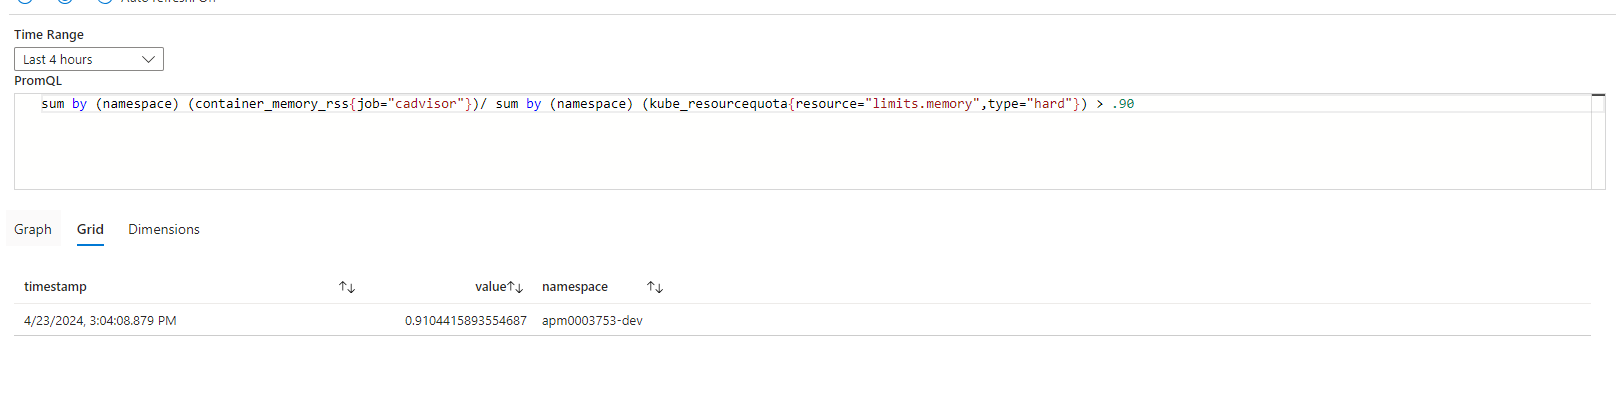 Auto refresh: Off
Time Range
Last 4 hours
PromQL
sum by (namespace) (container_memory_rss{job="cadvisor"})/ sum by (namespace) (kube_resourcequota{resource="limits.memory",type="hard"}) > .90
Graph Grid Dimensions
timestamp ↑↓ value↑↓ namespace ↑↓
4/23/2024, 3:04:08.879 PM 0.9104415893554687 apm0003753-dev